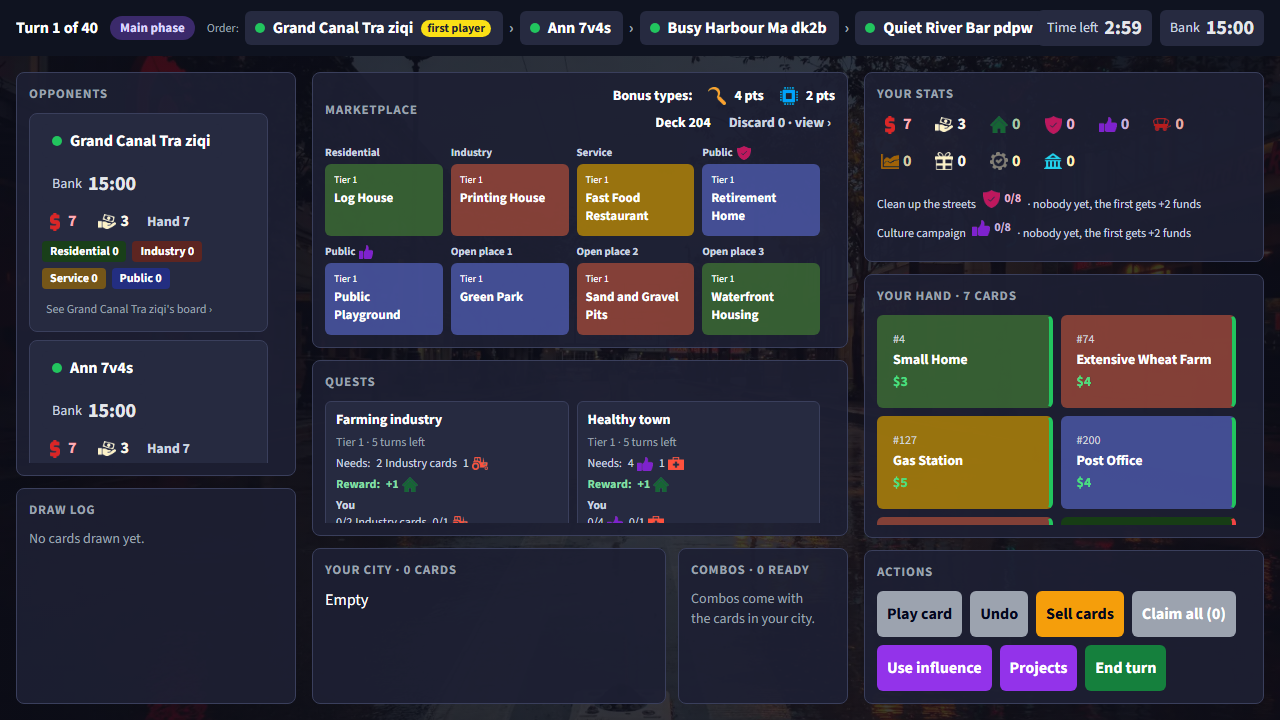 Turn 1 of 40 Main phase Order: Grand Canal Tra ziqi first player › Ann 7v4s › Busy Harbour Ma dk2b › Quiet River Bar pdpw Time left 2:59 Bank 15:00
OPPONENTS
Grand Canal Tra ziqi
Bank 15:00
7 3 Hand 7
Residential 0 Industry 0
Service 0 Public 0
See Grand Canal Tra ziqi's board ›
Ann 7v4s
Bank 15:00
7 3 Hand 7
DRAW LOG
No cards drawn yet.
MARKETPLACE
Bonus types: 4 pts 2 pts
Deck 204 Discard 0 · view ›
Residential Industry Service Public
Tier 1 Tier 1 Tier 1 Tier 1
Log House Printing House Fast Food Retirement
Restaurant Home
Public Open place 1 Open place 2 Open place 3
Tier 1 Tier 1 Tier 1 Tier 1
Public Green Park Sand and Gravel Waterfront
Playground Pits Housing
QUESTS
Farming industry
Tier 1 · 5 turns left
Needs: 2 Industry cards 1
Reward: +1
You
0/2 Industry cards 0/1
Healthy town
Tier 1 · 5 turns left
Needs: 4 1
Reward: +1
You
0/4 0/1
YOUR CITY · 0 CARDS
Empty
COMBOS · 0 READY
Combos come with
the cards in your city.
YOUR STATS
7 3 0 0 0 0
0 0 0 0
Clean up the streets 0/8 · nobody yet, the first gets +2 funds
Culture campaign 0/8 · nobody yet, the first gets +2 funds
YOUR HAND · 7 CARDS
#4
Small Home
$3
#74
Extensive Wheat Farm
$4
#127
Gas Station
$5
#200
Post Office
$4
ACTIONS
Play card Undo Sell cards Claim all (0)
Use influence Projects End turn